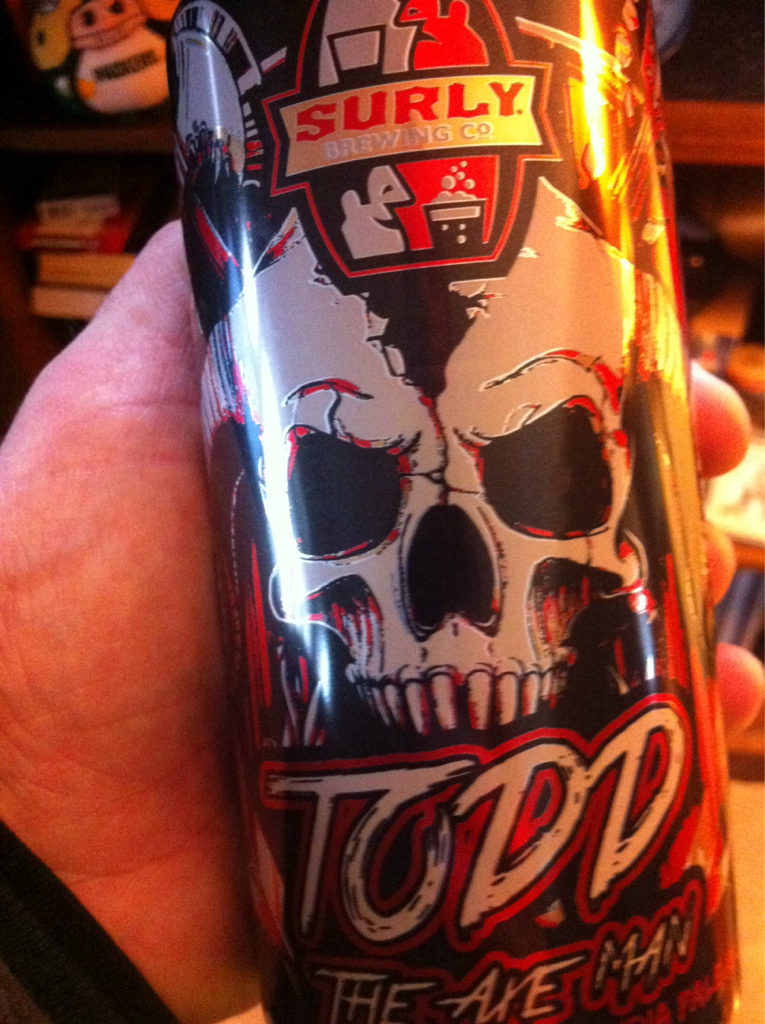 SURLY
BREWING CO
TODD
THE AXE MAN